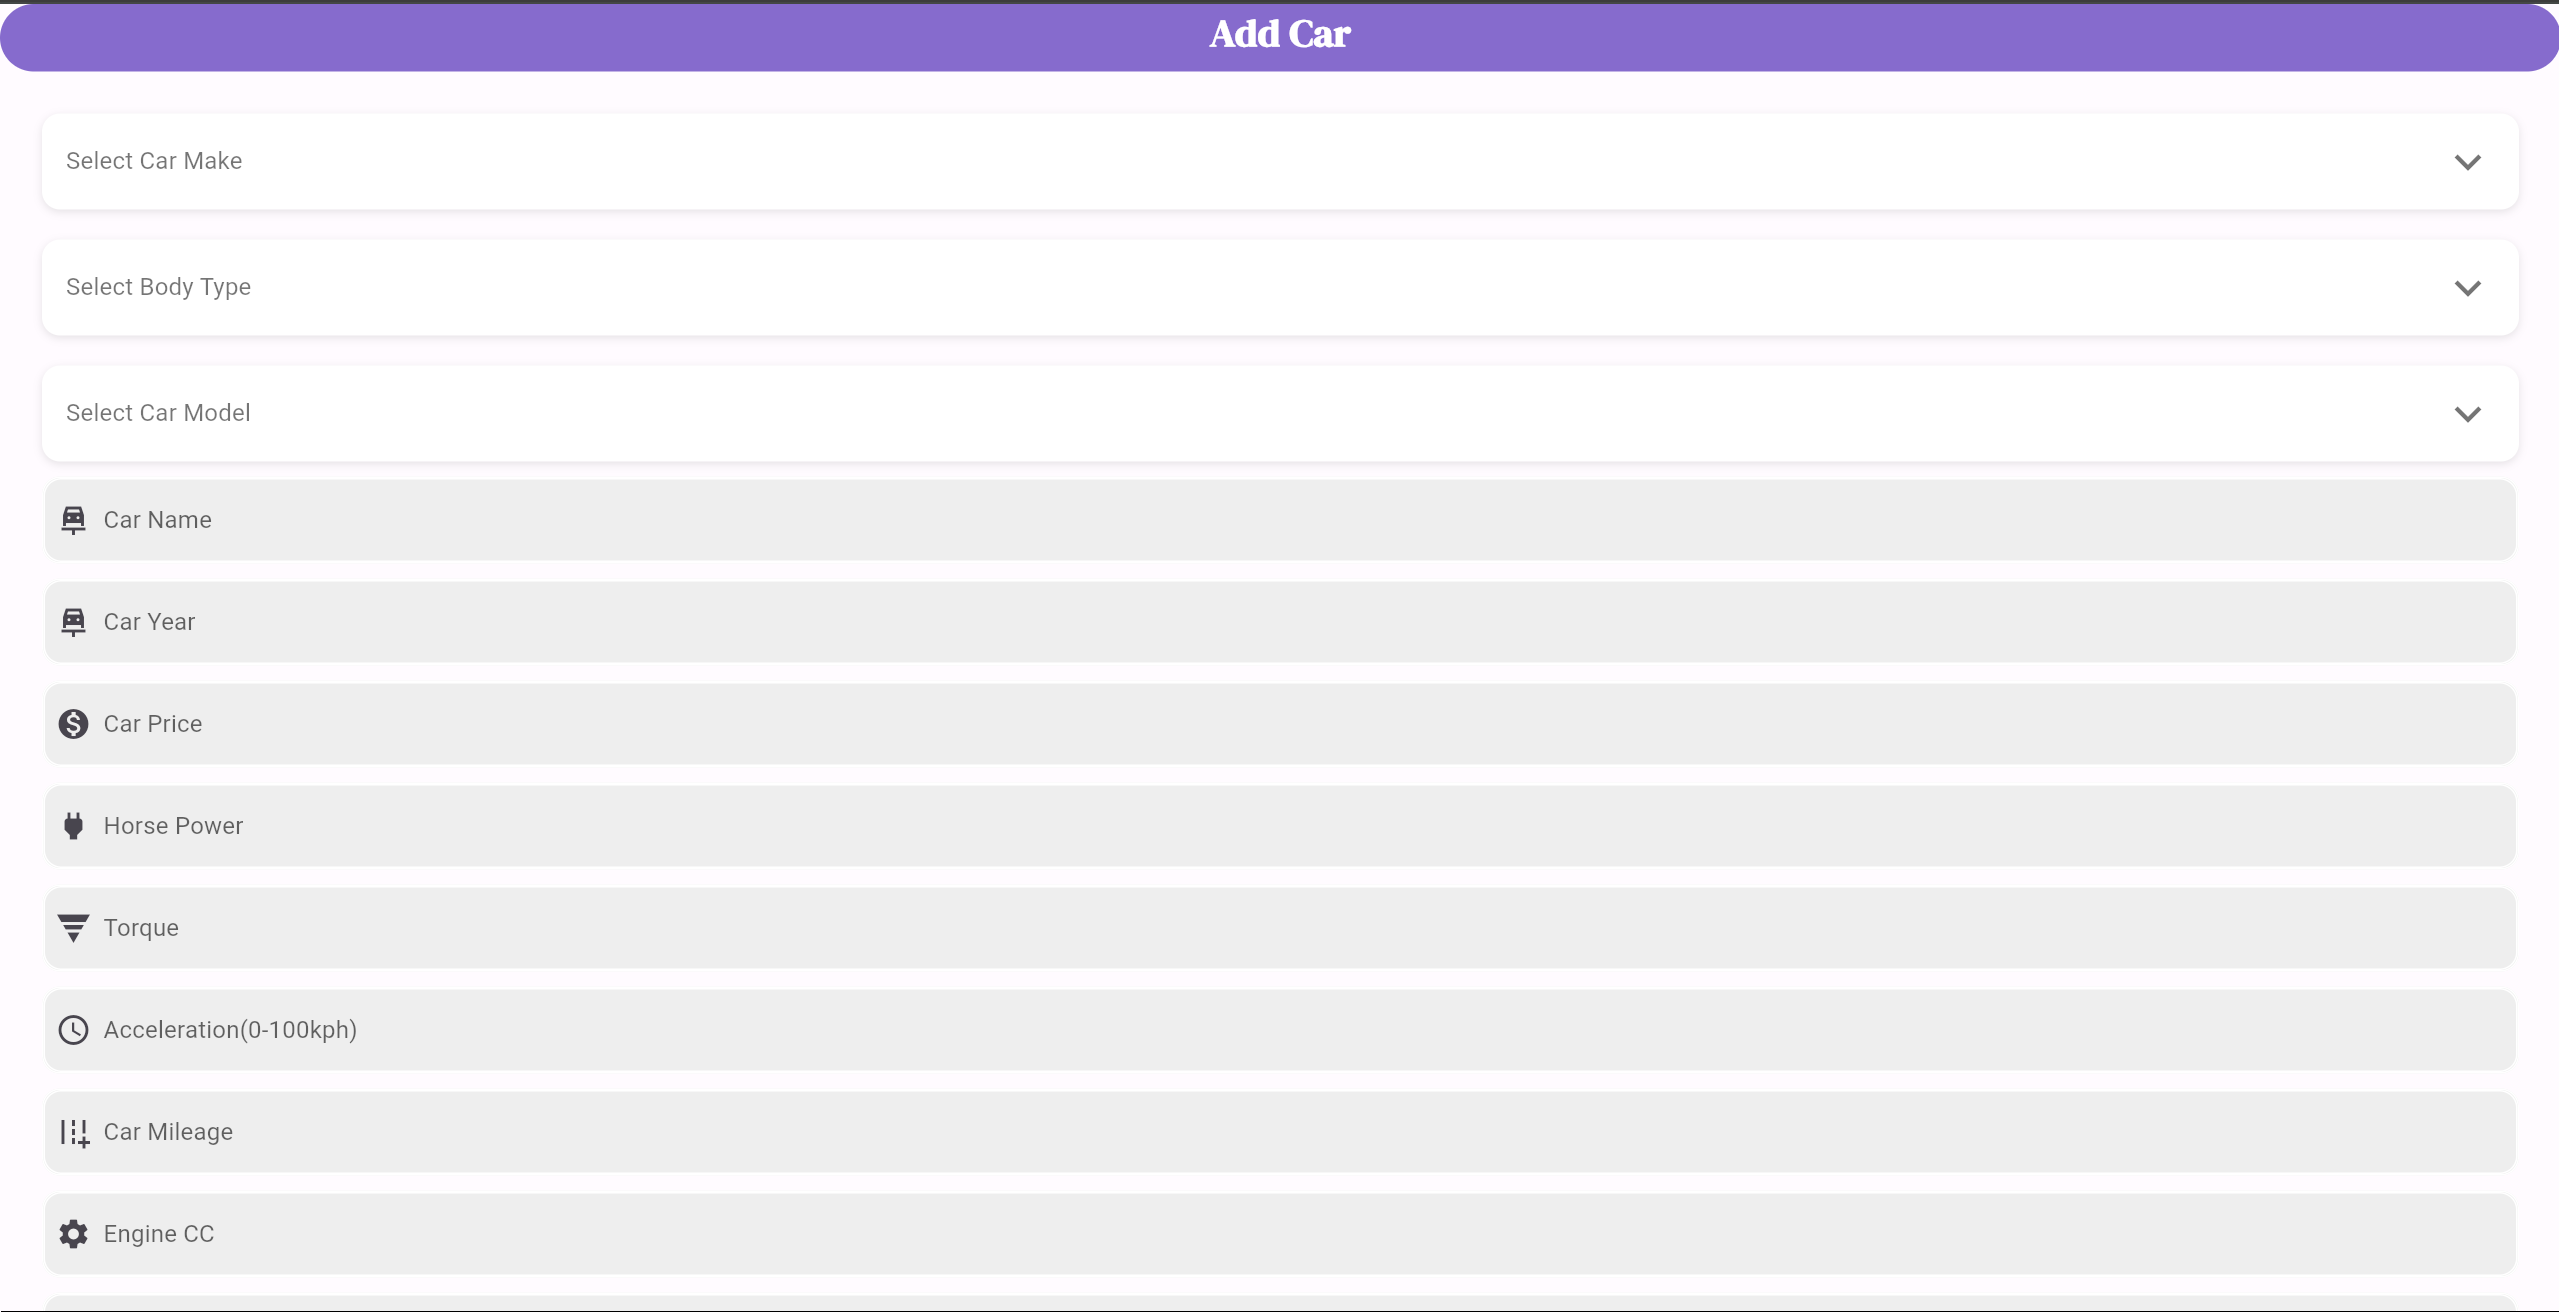 Add Car
Select Car Make
Select Body Type
Select Car Model
Car Name
Car Year
Car Price
Horse Power
Torque
Acceleration(0-100kph)
Car Mileage
Engine CC